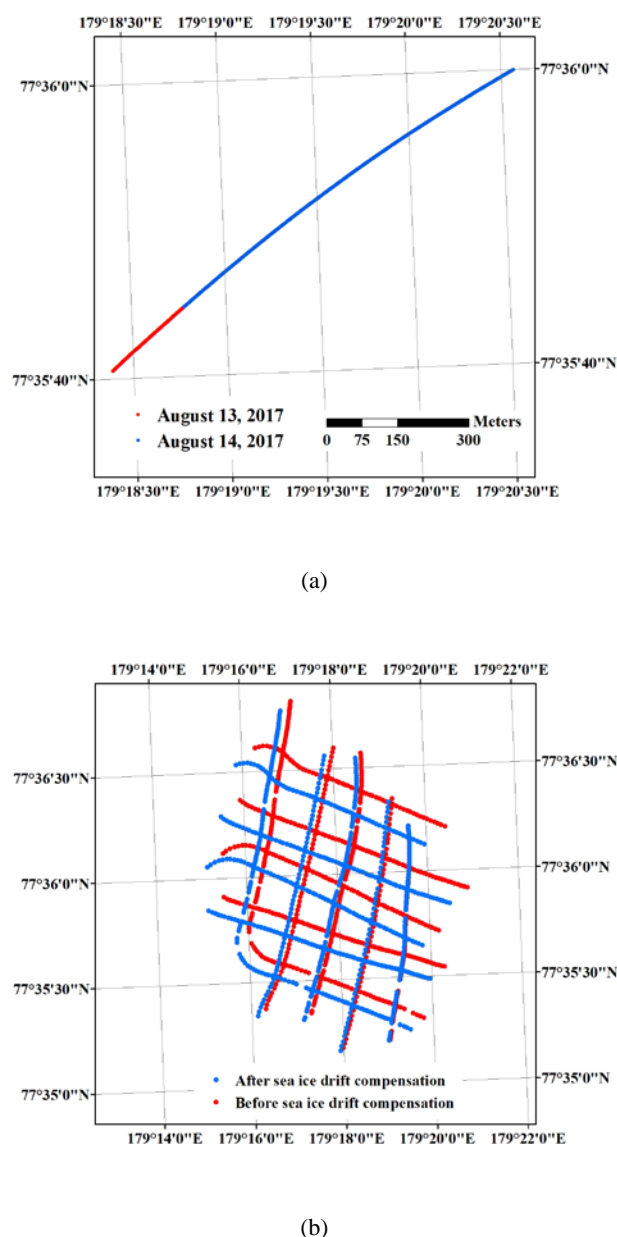 179°18'30"E 179°19'0"E 179°19'30"E 179°20'0"E 179°20'30"E
77°36'0"N
77°36'0"N
77°35'40"N
77°35'40"N
August 13, 2017
August 14, 2017
Meters
0 75 150 300
179°18'30"E 179°19'0"E 179°19'30"E 179°20'0"E 179°20'30"E
(a)
179°14'0"E 179°16'0"E 179°18'0"E 179°20'0"E 179°22'0"E
77°36'30"N
77°36'30"N
77°36'0"N
77°36'0"N
77°35'30"N
77°35'30"N
77°35'0"N
77°35'0"N
After sea ice drift compensation
Before sea ice drift compensation
179°14'0"E 179°16'0"E 179°18'0"E 179°20'0"E 179°22'0"E
(b)